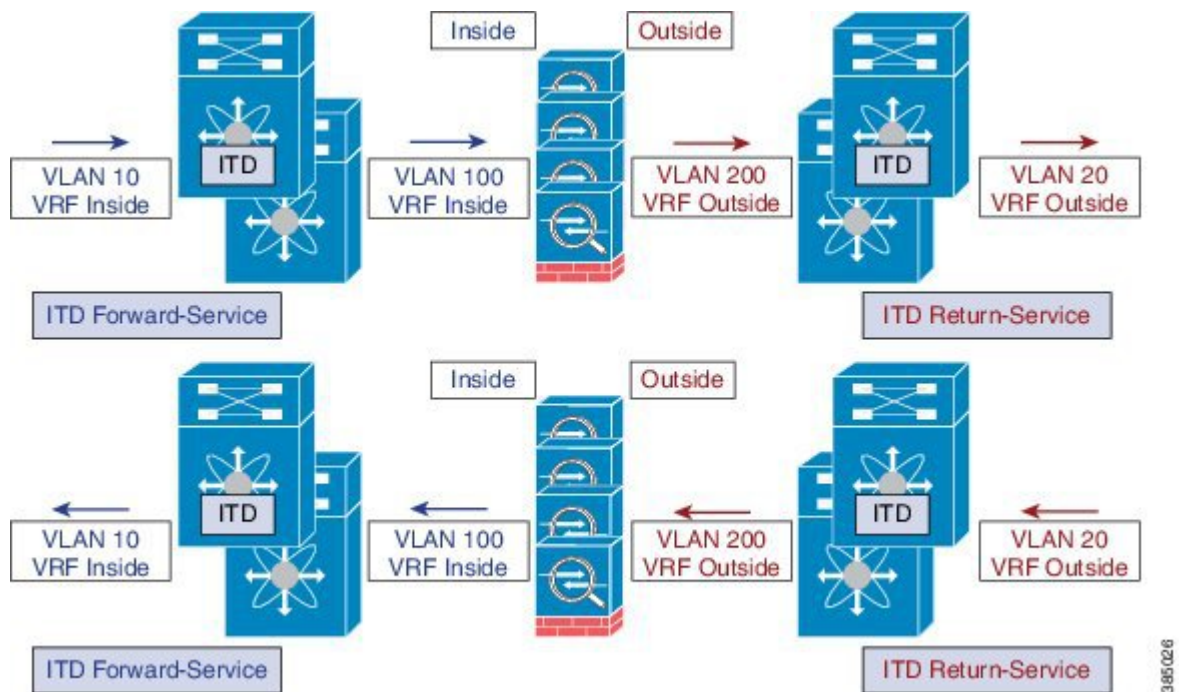 Inside
Outside
ITD
ITD
VLAN 10
VRF Inside
VLAN 100
VRF Inside
VLAN 200
VRF Outside
VLAN 20
VRF Outside
ITD Forward-Service
ITD Return-Service
Inside
Outside
ITD
ITD
VLAN 10
VRF Inside
VLAN 100
VRF Inside
VLAN 200
VRF Outside
VLAN 20
VRF Outside
ITD Forward-Service
ITD Return-Service
385026